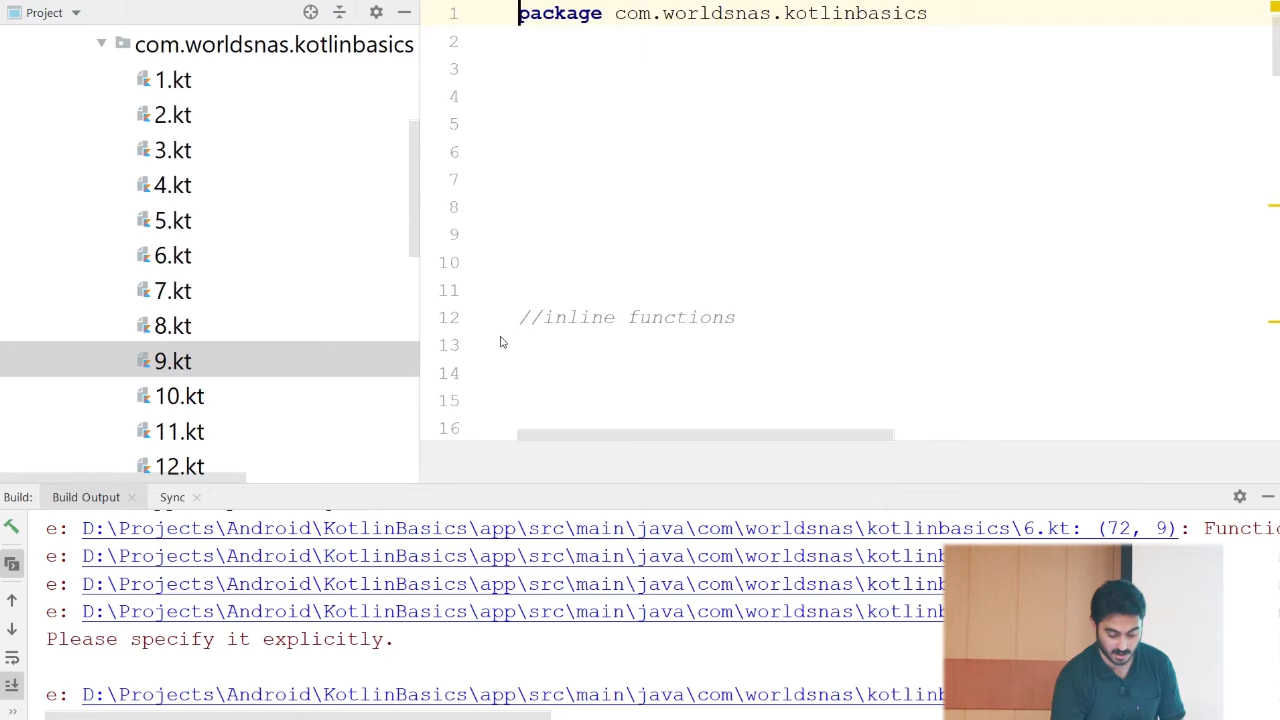 Project
com.worldsnas.kotlinbasics
1.kt
2.kt
3.kt
4.kt
5.kt
6.kt
7.kt
8.kt
9.kt
10.kt
11.kt
12.kt
1 package com.worldsnas.kotlinbasics
2
3
4
5
6
7
8
9
10
11
12 //inline functions
13
14
15
16
Build: Build Output Sync
e: D:\Projects\Android\KotlinBasics\app\src\main\java\com\worldsnas\kotlinbasics\6.kt: (72, 9): Functio
e: D:\Projects\Android\KotlinBasics\app\src\main\java\com\worldsnas\kotlinb
e: D:\Projects\Android\KotlinBasics\app\src\main\java\com\worldsnas\kotlinb
e: D:\Projects\Android\KotlinBasics\app\src\main\java\com\worldsnas\kotlinb
Please specify it explicitly.
e: D:\Projects\Android\KotlinBasics\app\src\main\java\com\worldsnas\kotlinb